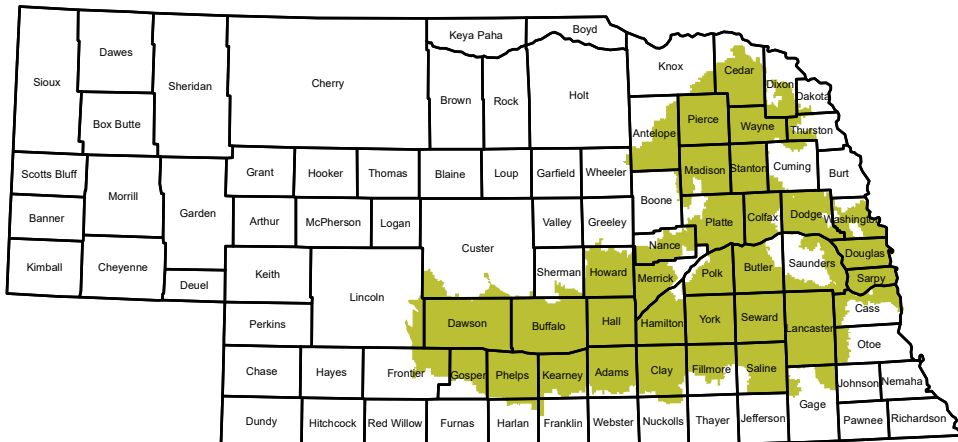 Keya Paha
Boyd
Dawes
Sioux
Sheridan
Cherry
Knox
Cedar
Dixon
Dakota
Brown
Rock
Holt
Box Butte
Antelope
Pierce
Wayne
Thurston
Scotts Bluff
Grant
Hooker
Thomas
Blaine
Loup
Garfield
Wheeler
Madison
Stanton
Cuming
Burt
Morrill
Garden
Boone
Banner
Arthur
McPherson
Logan
Custer
Valley
Greeley
Platte
Colfax
Dodge
Washington
Nance
Kimball
Cheyenne
Deuel
Keith
Lincoln
Sherman
Howard
Merrick
Polk
Butler
Saunders
Douglas
Sarpy
Perkins
Dawson
Buffalo
Hall
Hamilton
York
Seward
Lancaster
Cass
Otoe
Chase
Hayes
Frontier
Gosper
Phelps
Kearney
Adams
Clay
Fillmore
Saline
Gage
Johnson
Nemaha
Dundy
Hitchcock
Red Willow
Furnas
Harlan
Franklin
Webster
Nuckolls
Thayer
Jefferson
Pawnee
Richardson